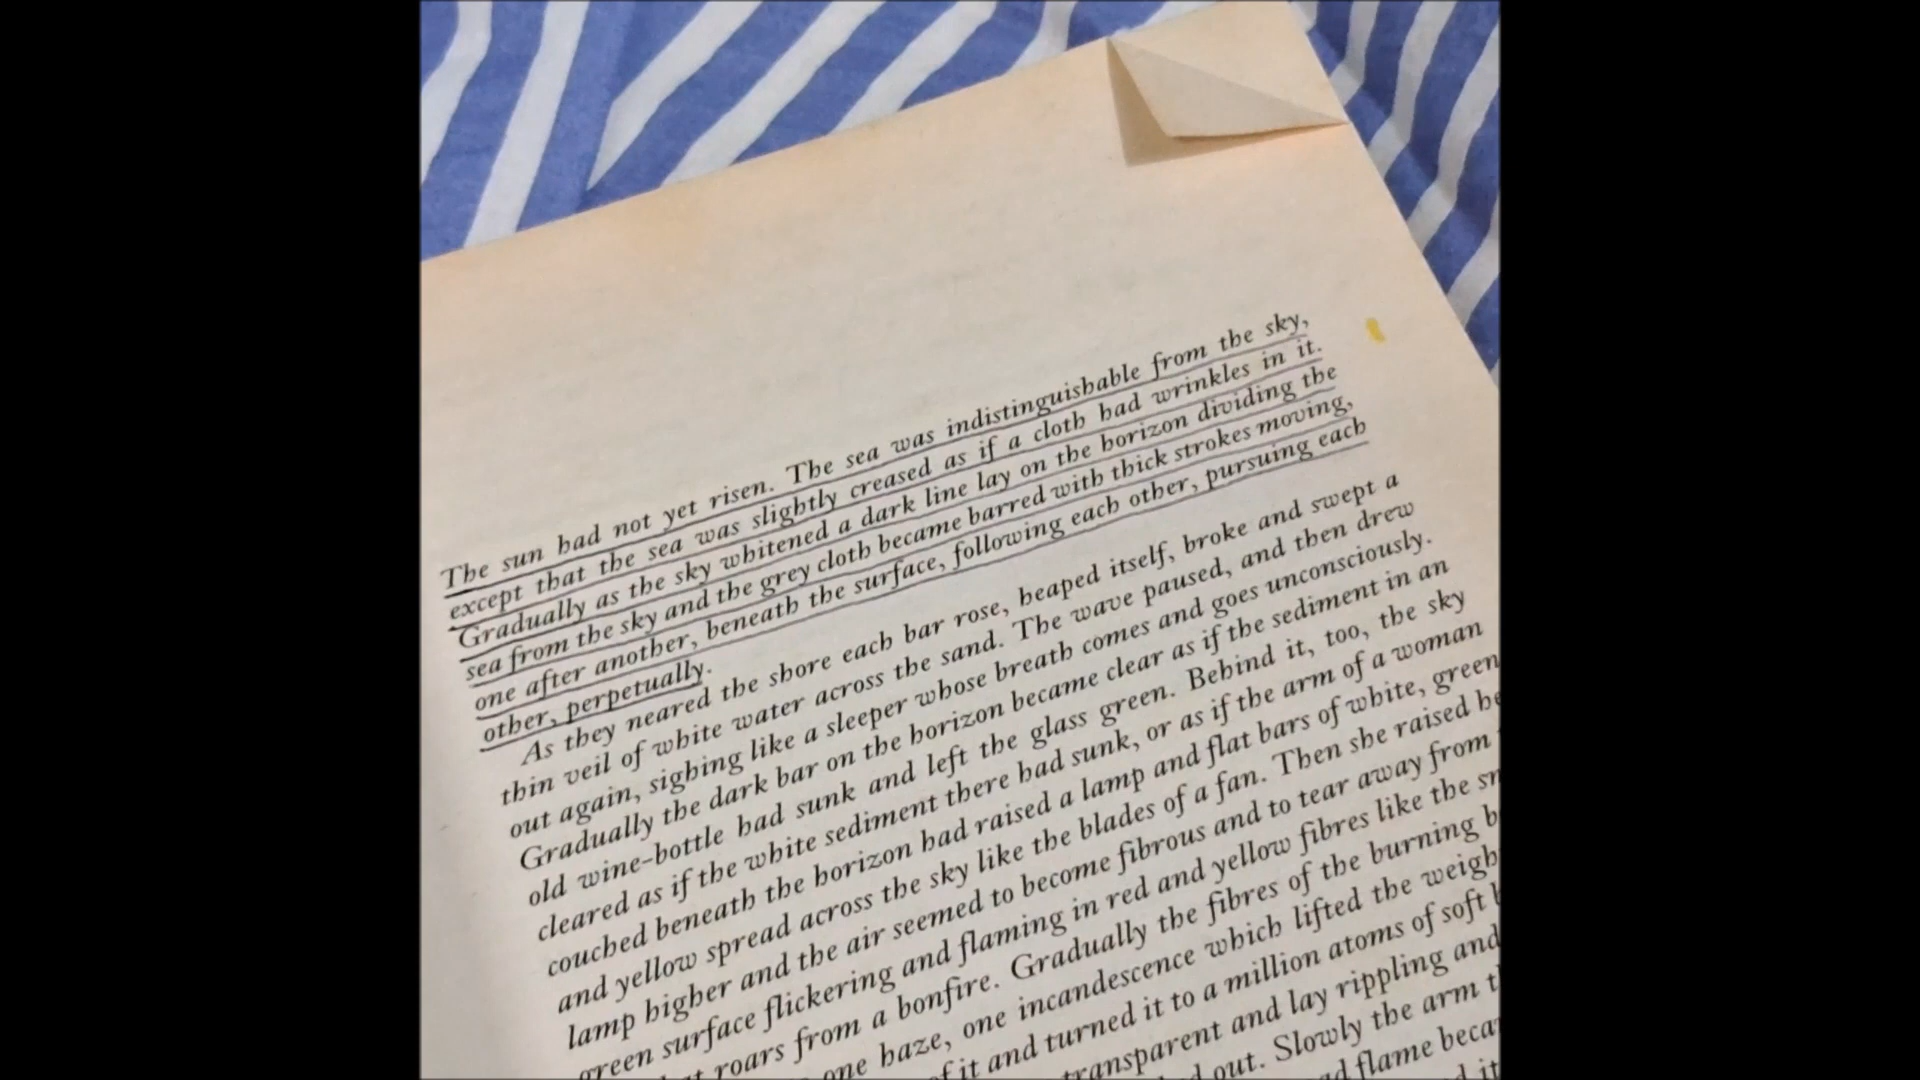 The sun had not yet risen. The sea was indistinguishable from the sky,
except that the sea was slightly creased as if a cloth had wrinkles in it.
Gradually as the sky whitened a dark line lay on the horizon dividing the
sea from the sky and the grey cloth became barred with thick strokes moving,
one after another, beneath the surface, following each other, pursuing each
other, perpetually.
As they neared the shore each bar rose, heaped itself, broke and swept a
thin veil of white water across the sand. The wave paused, and then drew
out again, sighing like a sleeper whose breath comes and goes unconsciously.
Gradually the dark bar on the horizon became clear as if the sediment in an
old wine-bottle had sunk and left the glass green. Behind it, too, the sky
cleared as if the white sediment there had sunk, or as if the arm of a woman
couched beneath the horizon had raised a lamp and flat bars of white, green
and yellow spread across the sky like the blades of a fan. Then she raised
lamp higher and the air seemed to become fibrous and to tear away from
green surface flickering and flaming in red and yellow fibres like the
roars from a bonfire. Gradually the fibres of the burning
one haze, one incandescence which lifted the
of it and turned it to a million atoms of soft
transparent and lay rippling and
out. Slowly the arm
flame